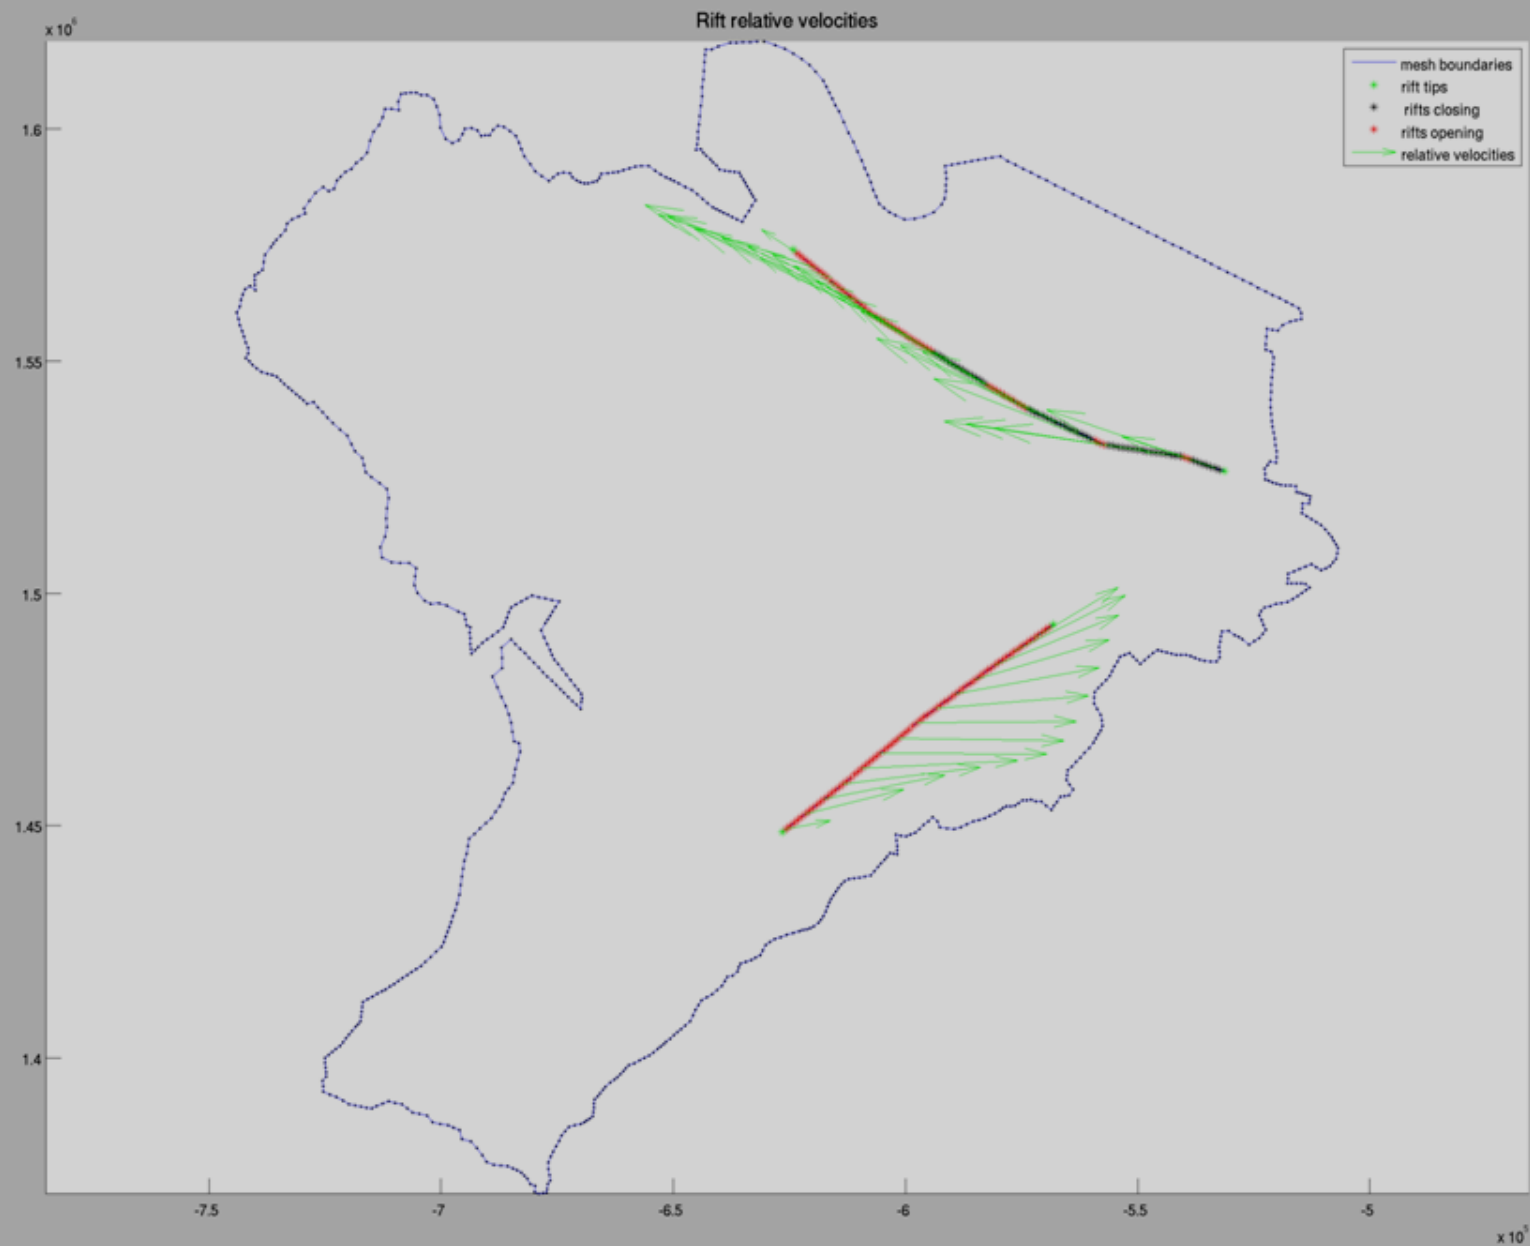 Rift relative velocities
x 10^6
mesh boundaries
rift tips
rifts closing
rifts opening
relative velocities
1.6
1.55
1.5
1.45
1.4
-7.5 -7 -6.5 -6 -5.5 -5
x 10^5